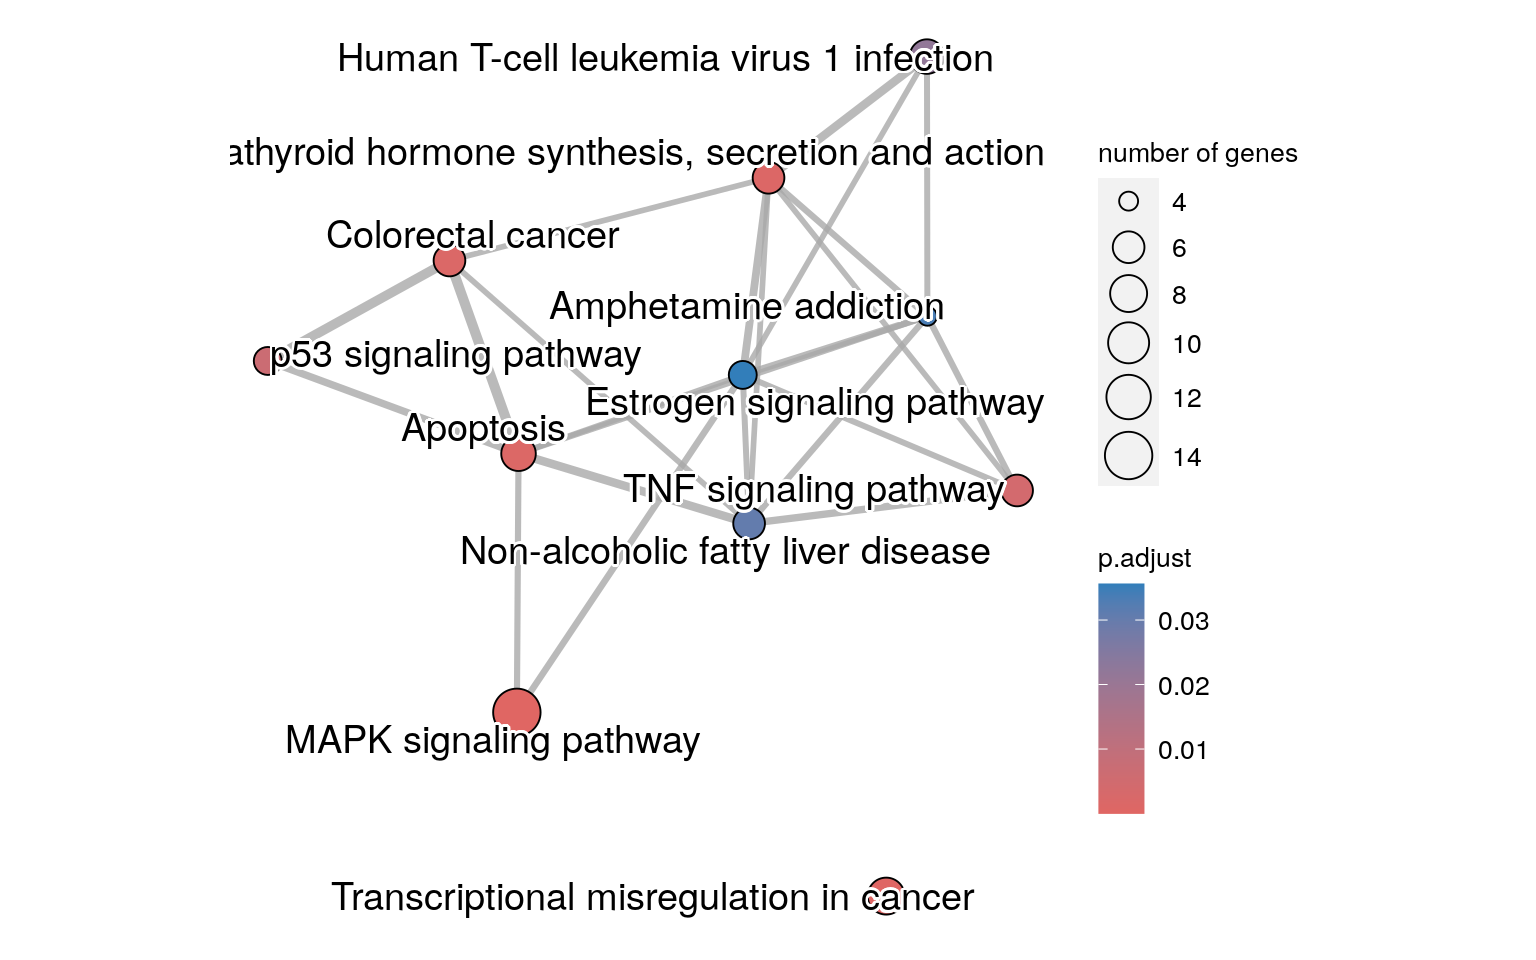 Human T-cell leukemia virus 1 infection
athyroid hormone synthesis, secretion and action
Colorectal cancer
Amphetamine addiction
p53 signaling pathway
Estrogen signaling pathway
Apoptosis
TNF signaling pathway
Non-alcoholic fatty liver disease
MAPK signaling pathway
Transcriptional misregulation in cancer
number of genes
4
6
8
10
12
14
p.adjust
0.03
0.02
0.01